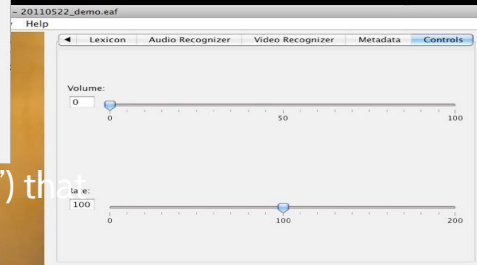 - 20110522_demo.eaf
Help
Lexicon Audio Recognizer Video Recognizer Metadata Controls
Volume:
0
0 50 100
") that
Rate:
100
0 100 200